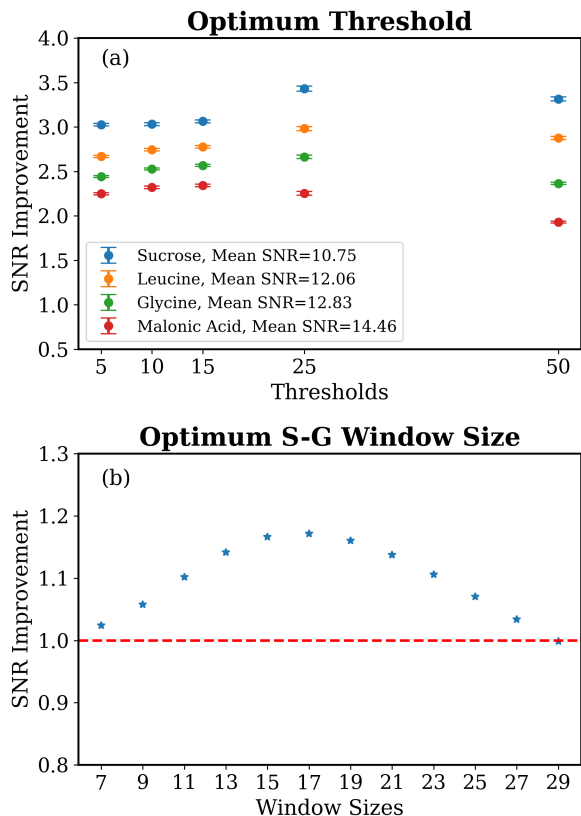 Optimum Threshold
(a)
SNR Improvement
4.0
3.5
3.0
2.5
2.0
1.5
1.0
0.5
Sucrose, Mean SNR=10.75
Leucine, Mean SNR=12.06
Glycine, Mean SNR=12.83
Malonic Acid, Mean SNR=14.46
5 10 15 25 50
Thresholds
Optimum S-G Window Size
(b)
SNR Improvement
1.3
1.2
1.1
1.0
0.9
0.8
7 9 11 13 15 17 19 21 23 25 27 29
Window Sizes